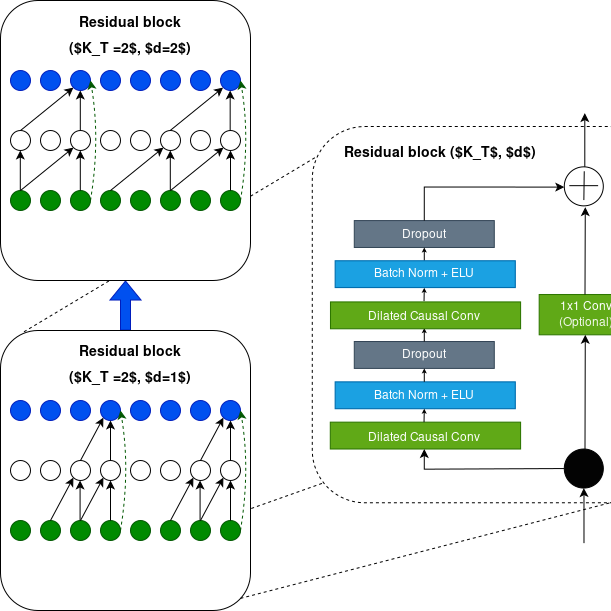 Residual block
($K_T =2$, $d=2$)
Residual block
($K_T =2$, $d=1$)
Residual block ($K_T$, $d$)
Dropout
Batch Norm + ELU
Dilated Causal Conv
Dropout
Batch Norm + ELU
Dilated Causal Conv
1x1 Conv
(Optional)